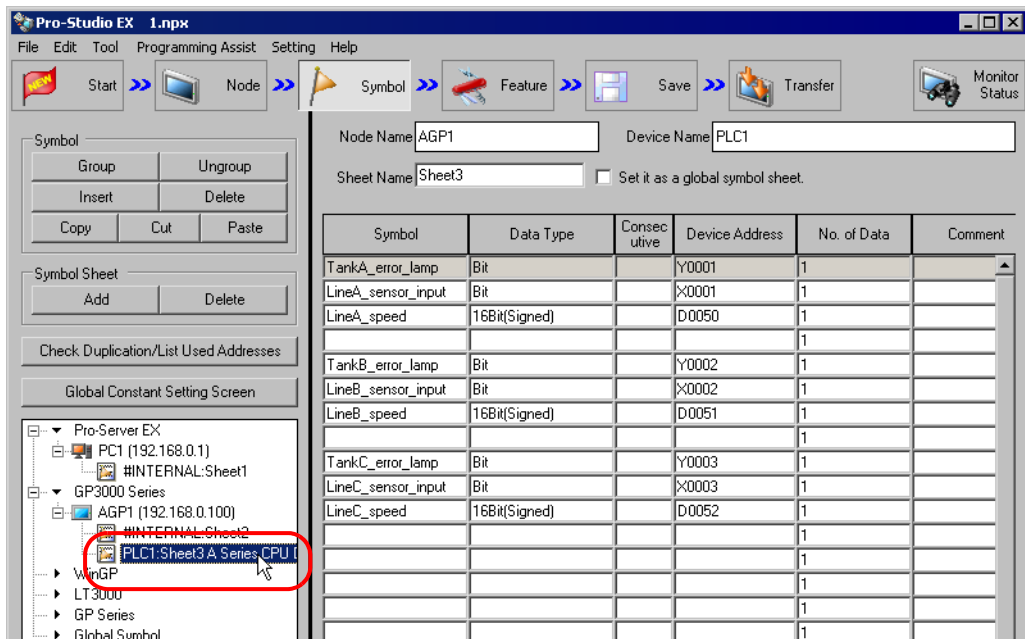 Pro-Studio EX 1.npx
File Edit Tool Programming Assist Setting Help
NEW Start Node Symbol Feature Save Transfer Monitor Status
Symbol
Group Ungroup
Insert Delete
Copy Cut Paste
Symbol Sheet
Add Delete
Check Duplication/List Used Addresses
Global Constant Setting Screen
Pro-Server EX
PC1 (192.168.0.1)
#INTERNAL:Sheet1
GP3000 Series
AGP1 (192.168.0.100)
#INTERNAL:Sheet2
PLC1:Sheet3 A Series CPU D
WinGP
LT3000
GP Series
Global Symbol
Node Name AGP1 Device Name PLC1
Sheet Name Sheet3 Set it as a global symbol sheet.
Symbol Data Type Consecutive Device Address No. of Data Comment
TankA_error_lamp Bit Y0001 1
LineA_sensor_input Bit X0001 1
LineA_speed 16Bit(Signed) D0050 1
1
TankB_error_lamp Bit Y0002 1
LineB_sensor_input Bit X0002 1
LineB_speed 16Bit(Signed) D0051 1
1
TankC_error_lamp Bit Y0003 1
LineC_sensor_input Bit X0003 1
LineC_speed 16Bit(Signed) D0052 1
1
1
1
1
1